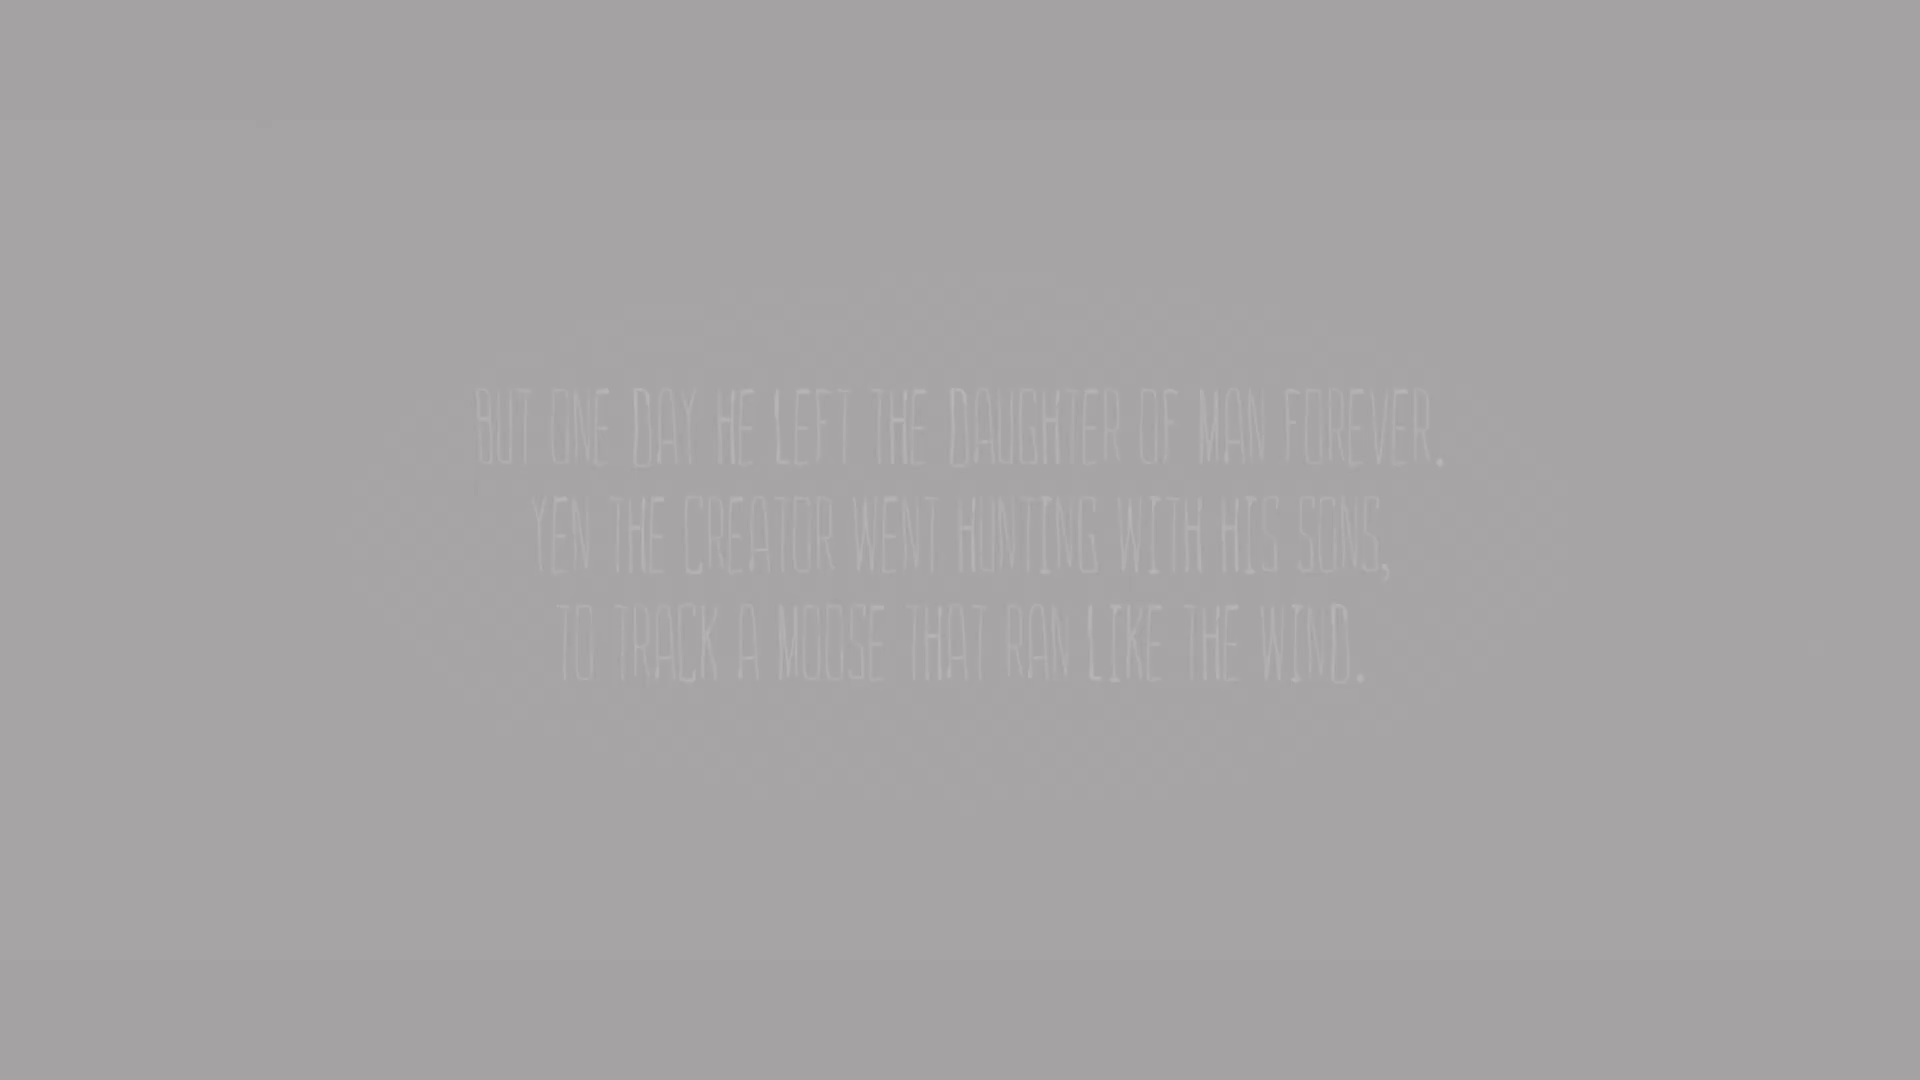 BUT ONE DAY HE LEFT THE DAUGHTER OF MAN FOREVER.
YEN THE CREATOR WENT HUNTING WITH HIS SONS,
TO TRACK A MOOSE THAT RAN LIKE THE WIND.